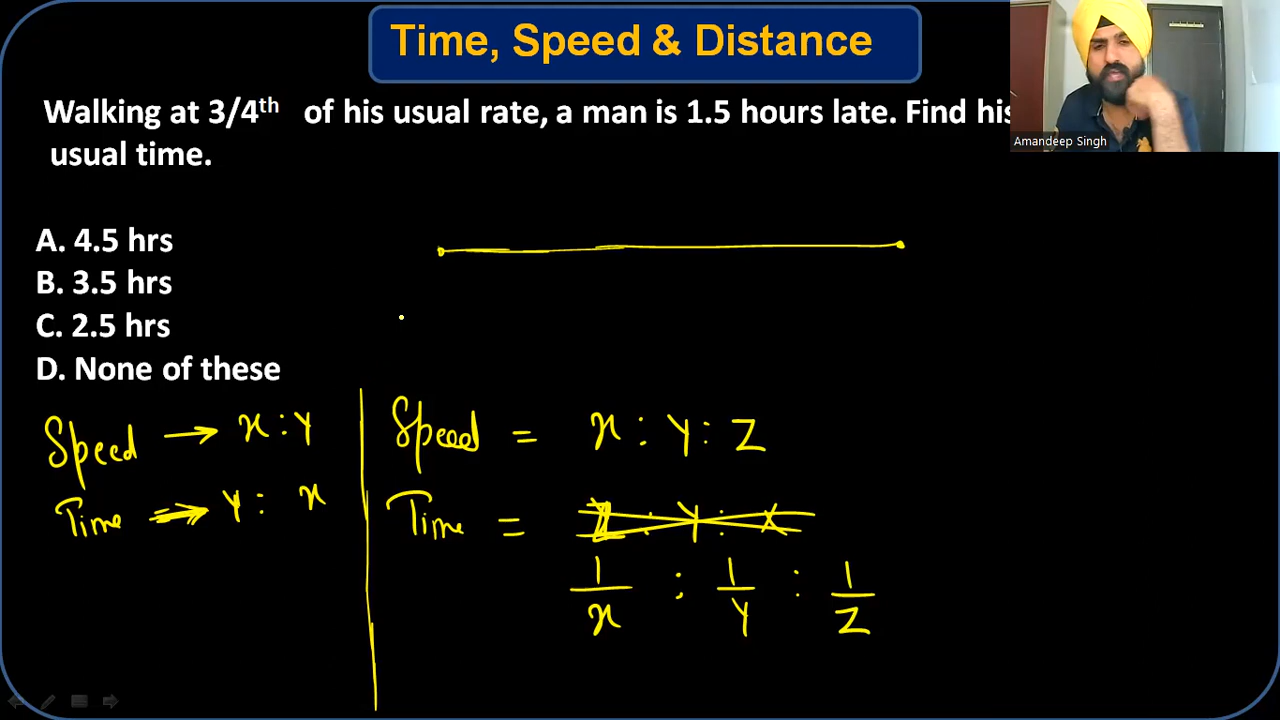 Time, Speed & Distance
Walking at 3/4th of his usual rate, a man is 1.5 hours late. Find his
usual time.
Amandeep Singh
A. 4.5 hrs
B. 3.5 hrs
C. 2.5 hrs
D. None of these
Speed → x : Y
Time → Y : x
Speed = x : Y : Z
Time = : Y : x
1/x : 1/Y : 1/Z